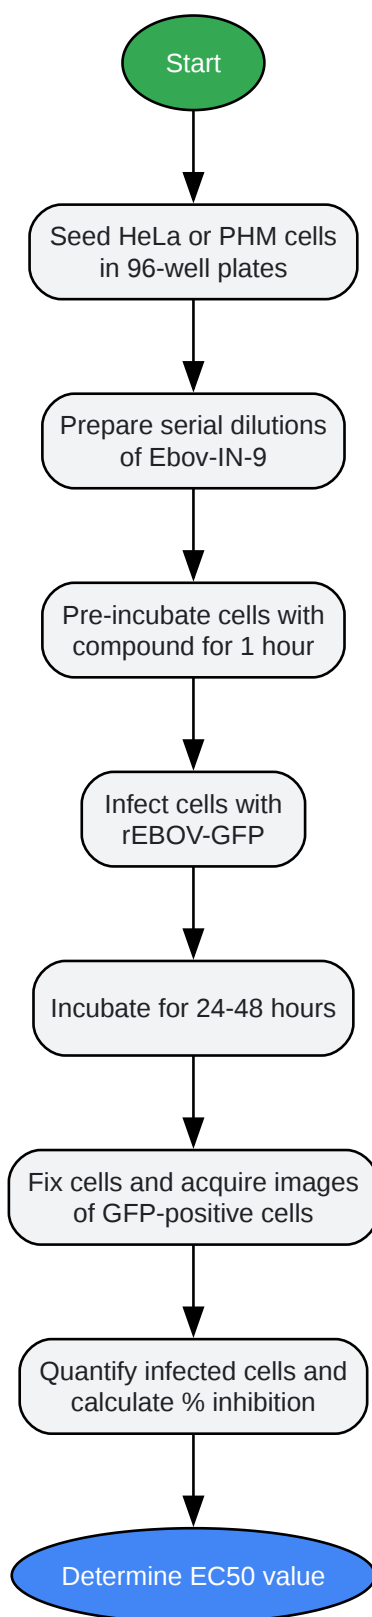 Start
Seed HeLa or PHM cells
in 96-well plates
Prepare serial dilutions
of Ebov-IN-9
Pre-incubate cells with
compound for 1 hour
Infect cells with
rEBOV-GFP
Incubate for 24-48 hours
Fix cells and acquire images
of GFP-positive cells
Quantify infected cells and
calculate % inhibition
Determine EC50 value